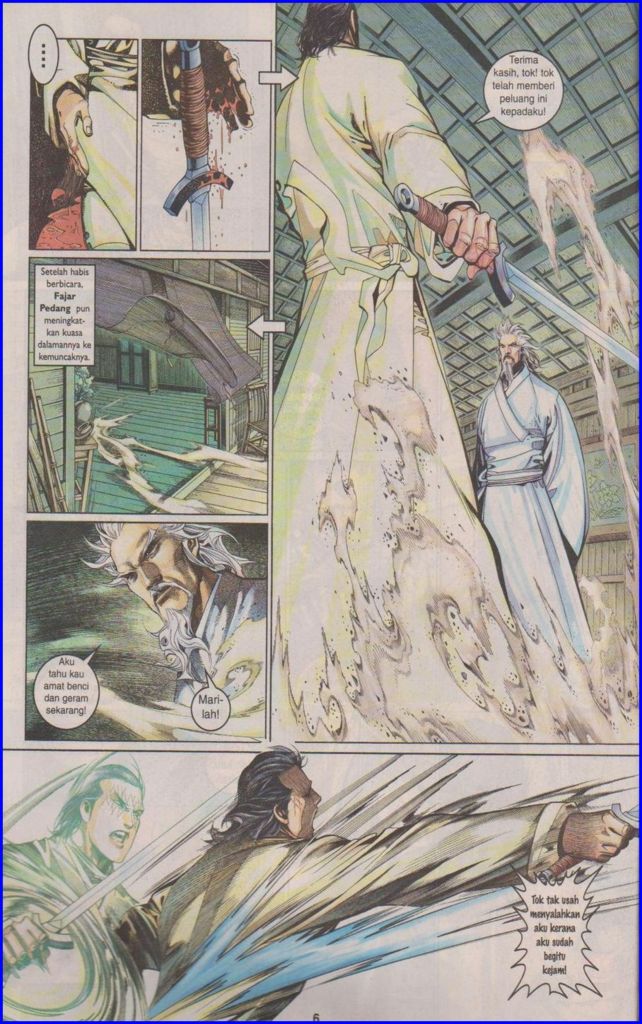 ....
Terima
kasih, tok! tok
telah memberi
peluang ini
kepadaku!
Setelah habis
berbicara,
Fajar
Pedang pun
meningkat-
kan kuasa
dalamannya ke
kemuncaknya.
Aku
tahu kau
amat benci
dan geram
sekarang!
Mari-
lah!
Tok tak usah
menyalahkan
aku kerana
aku sudah
begitu
kejam!
6